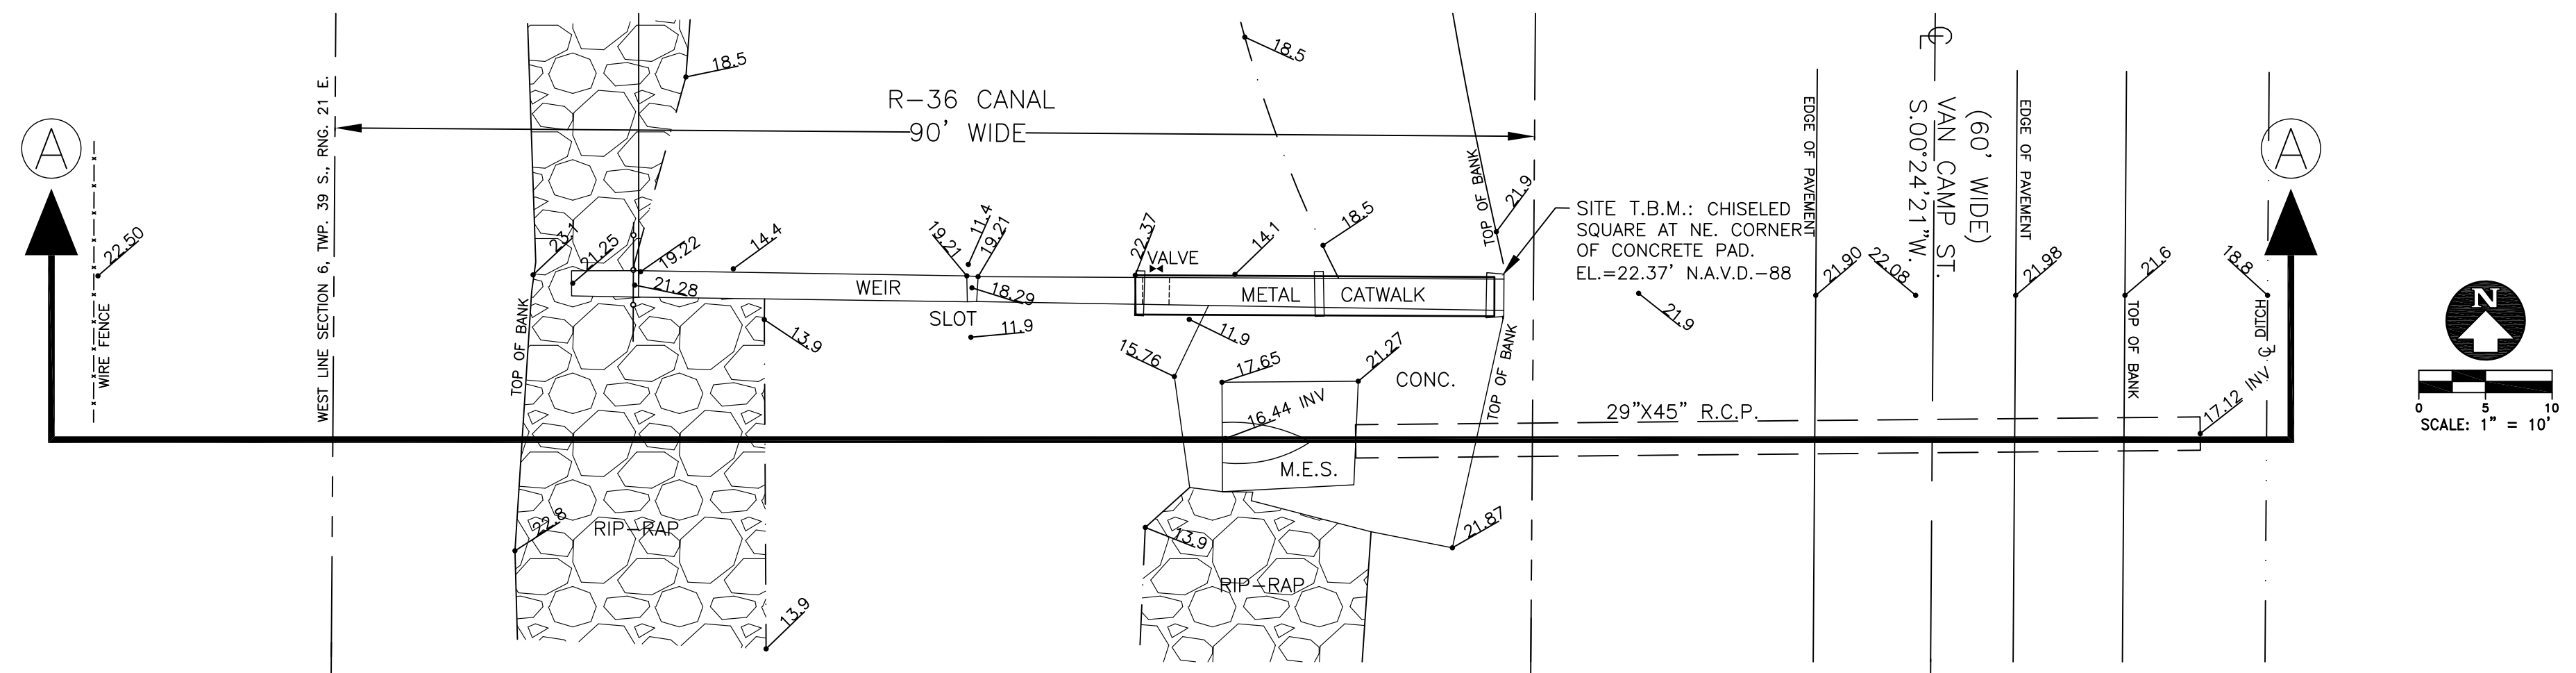 A
WIRE FENCE
22.50
WEST LINE SECTION 6, TWP. 39 S., RNG. 21 E.
18.5
R-36 CANAL
90' WIDE
18.5
TOP OF BANK
23.1
21.25
19.22
21.28
14.4
WEIR
19.21
11.4
19.21
18.29
SLOT
11.9
22.37
VALVE
14.1
18.5
METAL CATWALK
TOP OF BANK
21.9
SITE T.B.M.: CHISELED
SQUARE AT NE. CORNER
OF CONCRETE PAD.
EL.=22.37' N.A.V.D.-88
21.9
13.9
11.9
15.76
17.65
21.27
CONC.
TOP OF BANK
16.44 INV
M.E.S.
29"X45" R.C.P.
22.8
RIP-RAP
13.9
13.9
RIP-RAP
21.87
EDGE OF PAVEMENT
21.90
22.08
℄
(60' WIDE)
VAN CAMP ST.
S.00°24'21"W.
EDGE OF PAVEMENT
21.98
21.6
TOP OF BANK
18.8
℄ DITCH
17.12 INV
A
N
0 5 10
SCALE: 1" = 10'